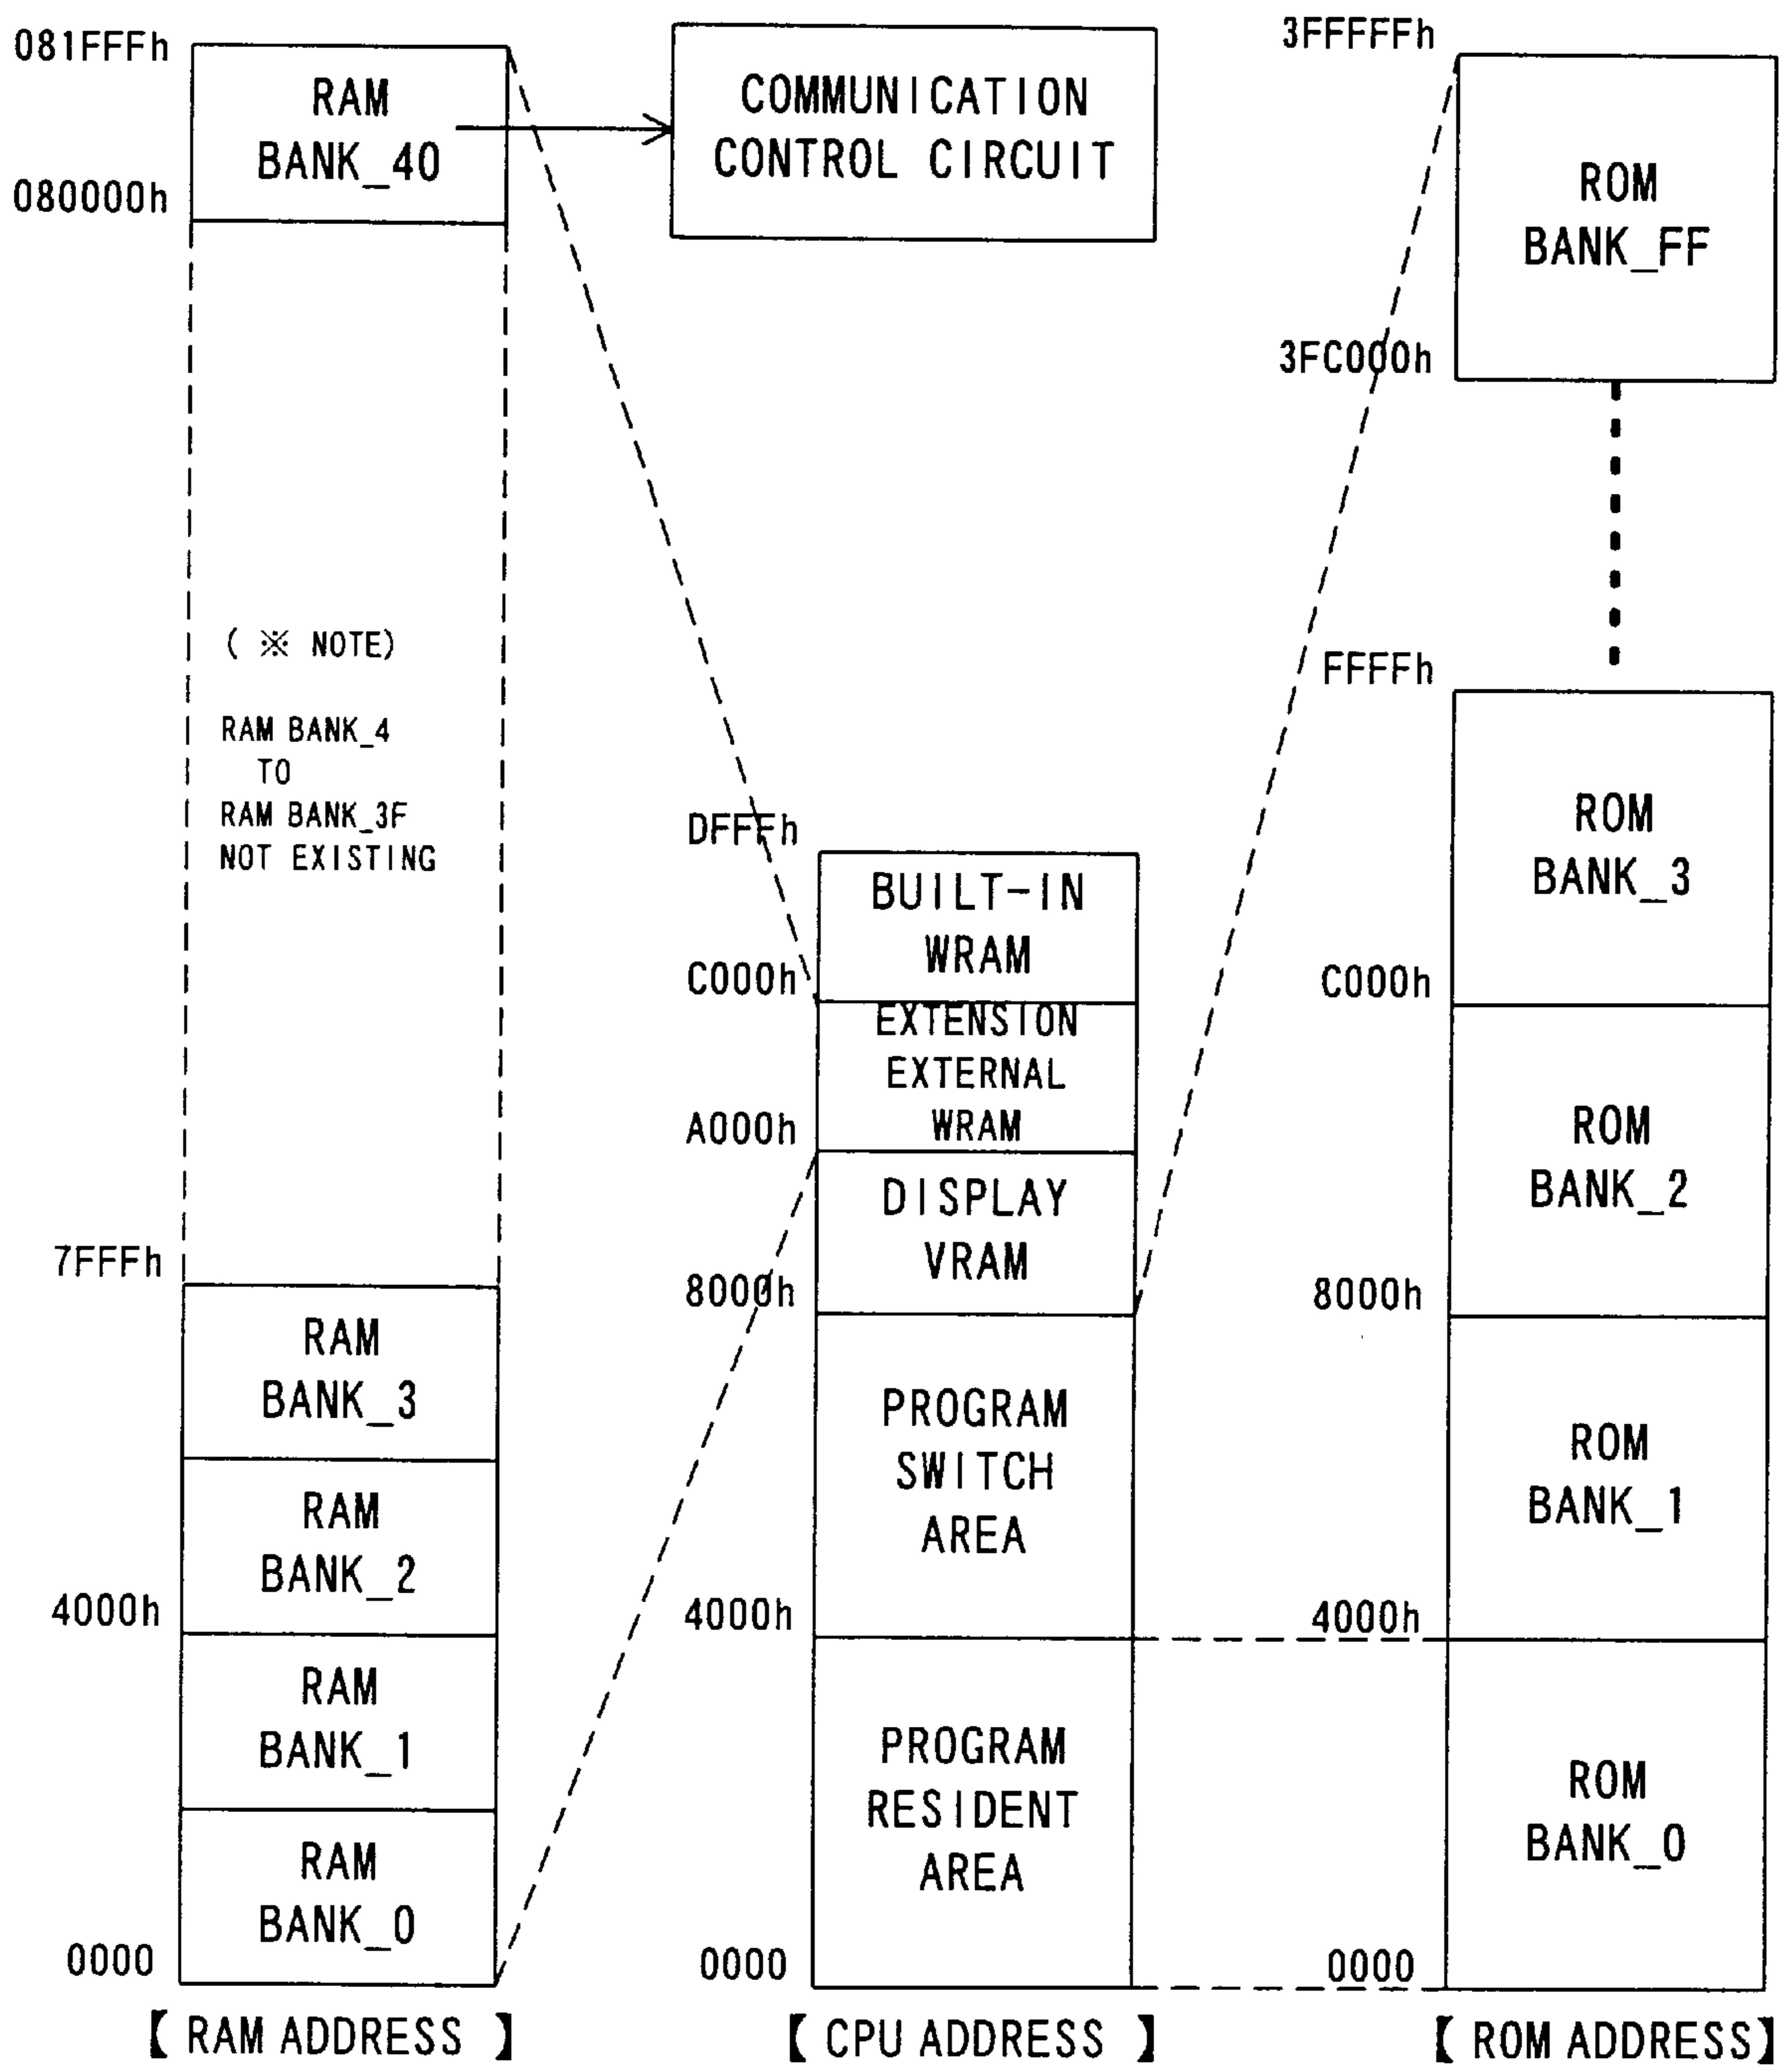 081FFFh
RAM
BANK_40
080000h
( ※ NOTE)
RAM BANK_4
TO
RAM BANK_3F
NOT EXISTING
7FFFh
RAM
BANK_3
RAM
BANK_2
4000h
RAM
BANK_1
RAM
BANK_0
0000
【 RAM ADDRESS 】
COMMUNICATION
CONTROL CIRCUIT
DFFFh
BUILT-IN
WRAM
C000h
EXTENSION
EXTERNAL
WRAM
A000h
DISPLAY
VRAM
8000h
PROGRAM
SWITCH
AREA
4000h
PROGRAM
RESIDENT
AREA
0000
【 CPU ADDRESS 】
3FFFFFh
ROM
BANK_FF
3FC000h
FFFFh
ROM
BANK_3
C000h
ROM
BANK_2
8000h
ROM
BANK_1
4000h
ROM
BANK_0
0000
【 ROM ADDRESS】